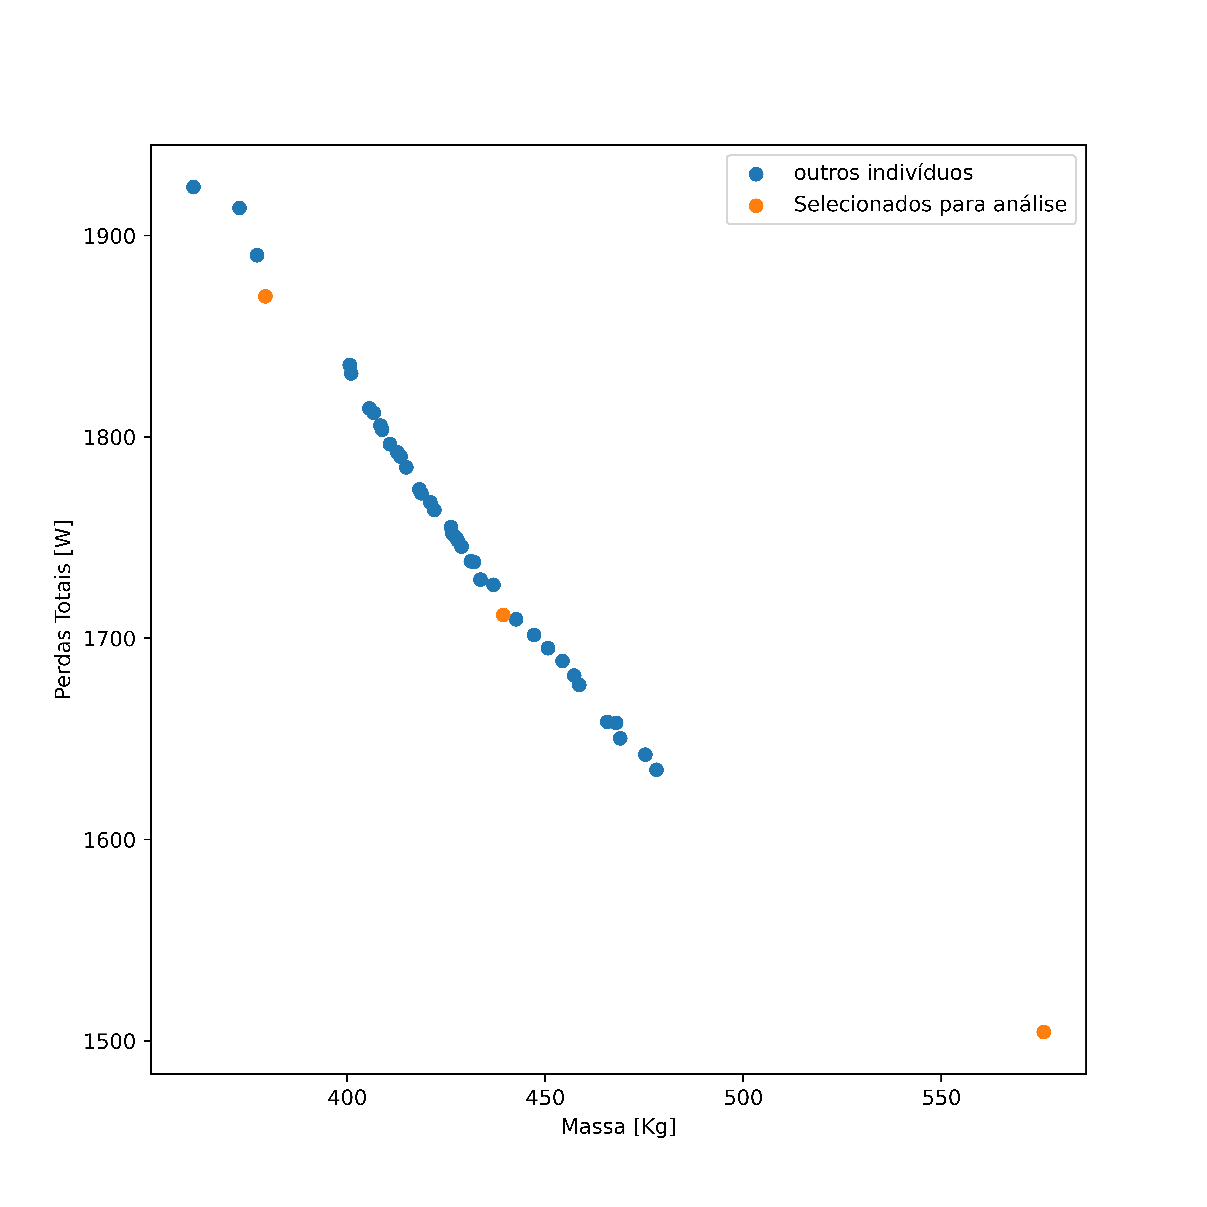 outros indivíduos
Selecionados para análise
1900
1800
1700
1600
1500
Perdas Totais [W]
400 450 500 550
Massa [Kg]